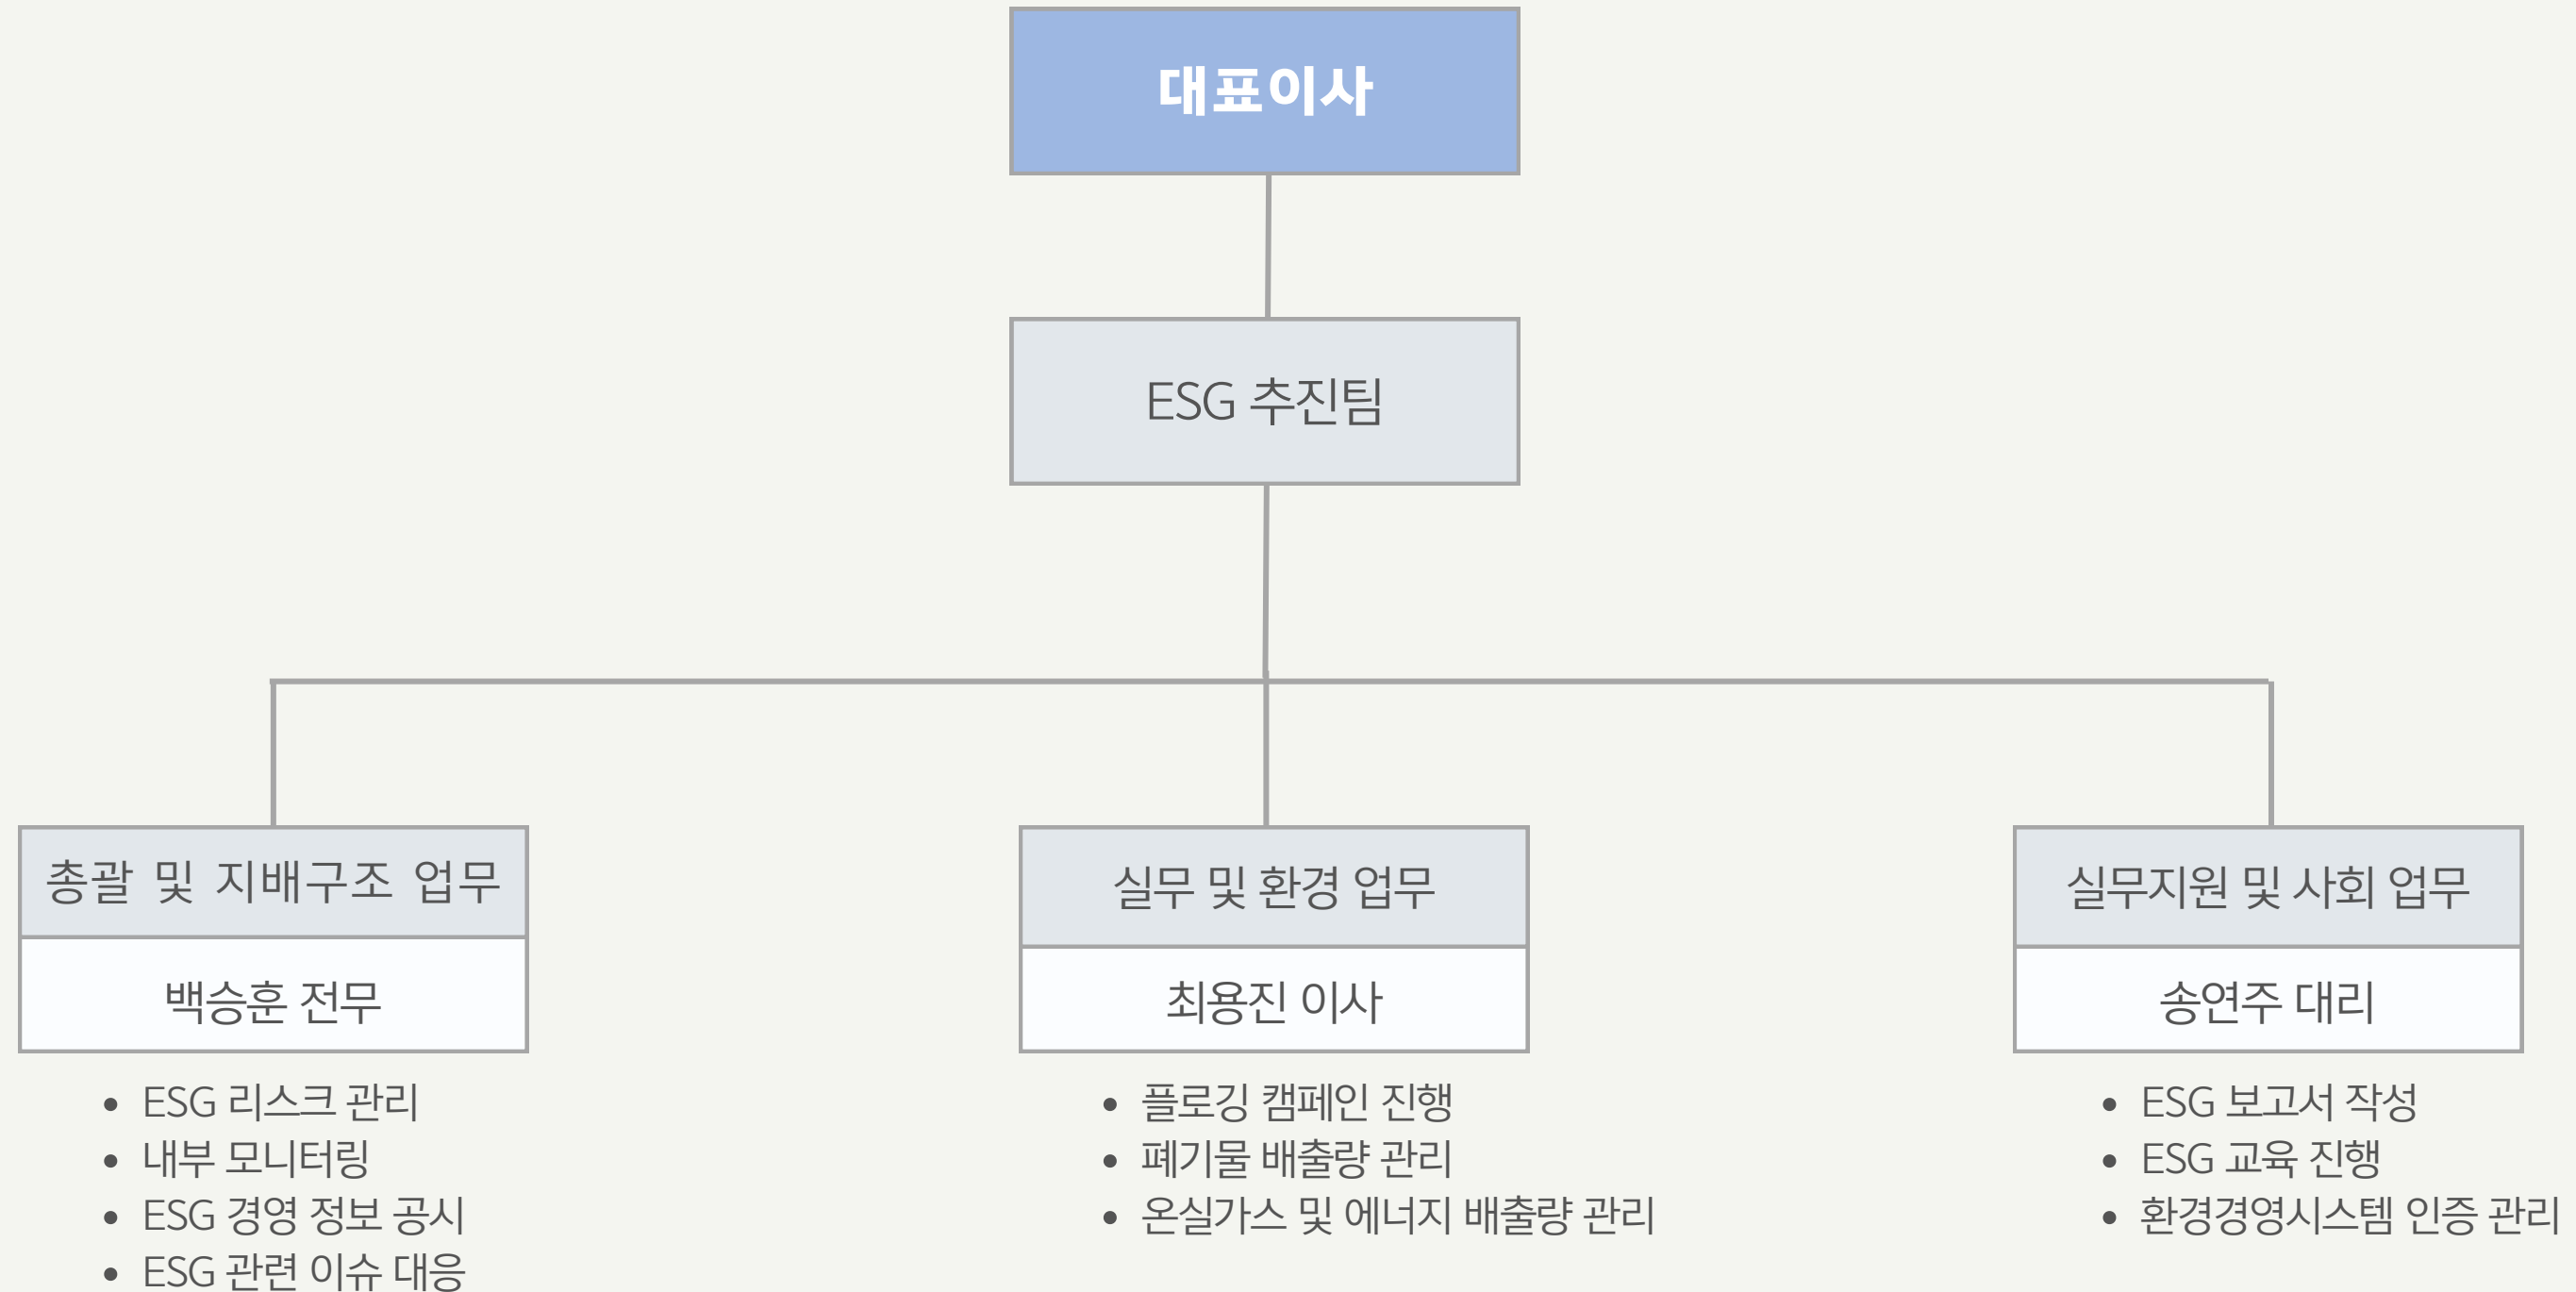 대표이사
ESG 추진팀
총괄 및 지배구조 업무
백승훈 전무
ESG 리스크 관리
내부 모니터링
ESG 경영 정보 공시
ESG 관련 이슈 대응
실무 및 환경 업무
최용진 이사
플로깅 캠페인 진행
폐기물 배출량 관리
온실가스 및 에너지 배출량 관리
실무지원 및 사회 업무
송연주 대리
ESG 보고서 작성
ESG 교육 진행
환경경영시스템 인증 관리